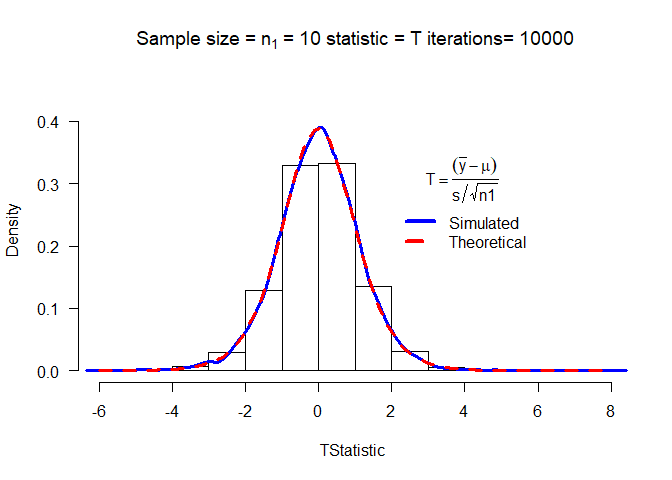 Sample size = n₁ = 10 statistic = T iterations= 10000
Density
0.4
0.3
0.2
0.1
0.0
T = (y̅ − μ) / s/√n1
Simulated
Theoretical
-6 -4 -2 0 2 4 6 8
TStatistic